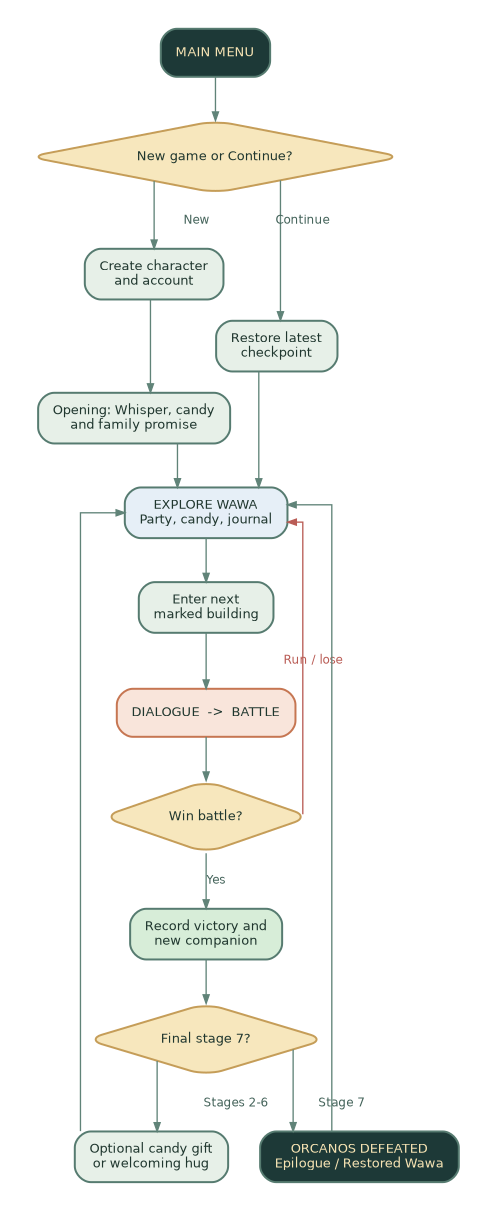 MAIN MENU
New game or Continue?
New
Continue
Create character
and account
Restore latest
checkpoint
Opening: Whisper, candy
and family promise
EXPLORE WAWA
Party, candy, journal
Enter next
marked building
Run / lose
DIALOGUE -> BATTLE
Win battle?
Yes
Record victory and
new companion
Final stage 7?
Stages 2-6
Stage 7
Optional candy gift
or welcoming hug
ORCANOS DEFEATED
Epilogue / Restored Wawa